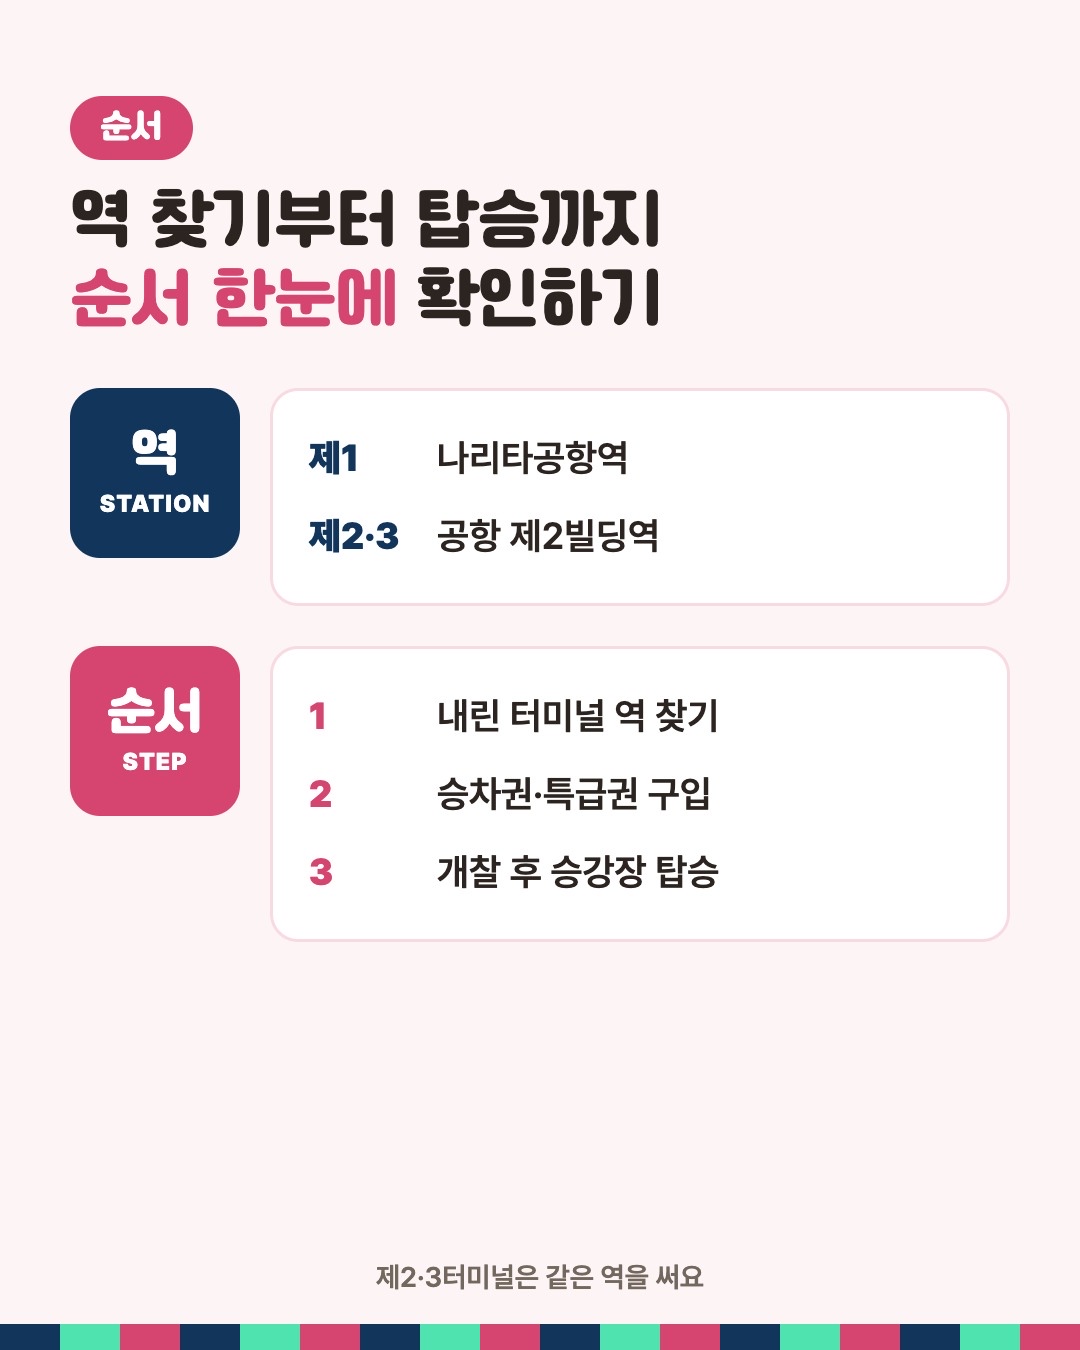 순서
역 찾기부터 탑승까지
순서 한눈에 확인하기
역
STATION
제1 나리타공항역
제2·3 공항 제2빌딩역
순서
STEP
1 내린 터미널 역 찾기
2 승차권·특급권 구입
3 개찰 후 승강장 탑승
제2·3터미널은 같은 역을 써요